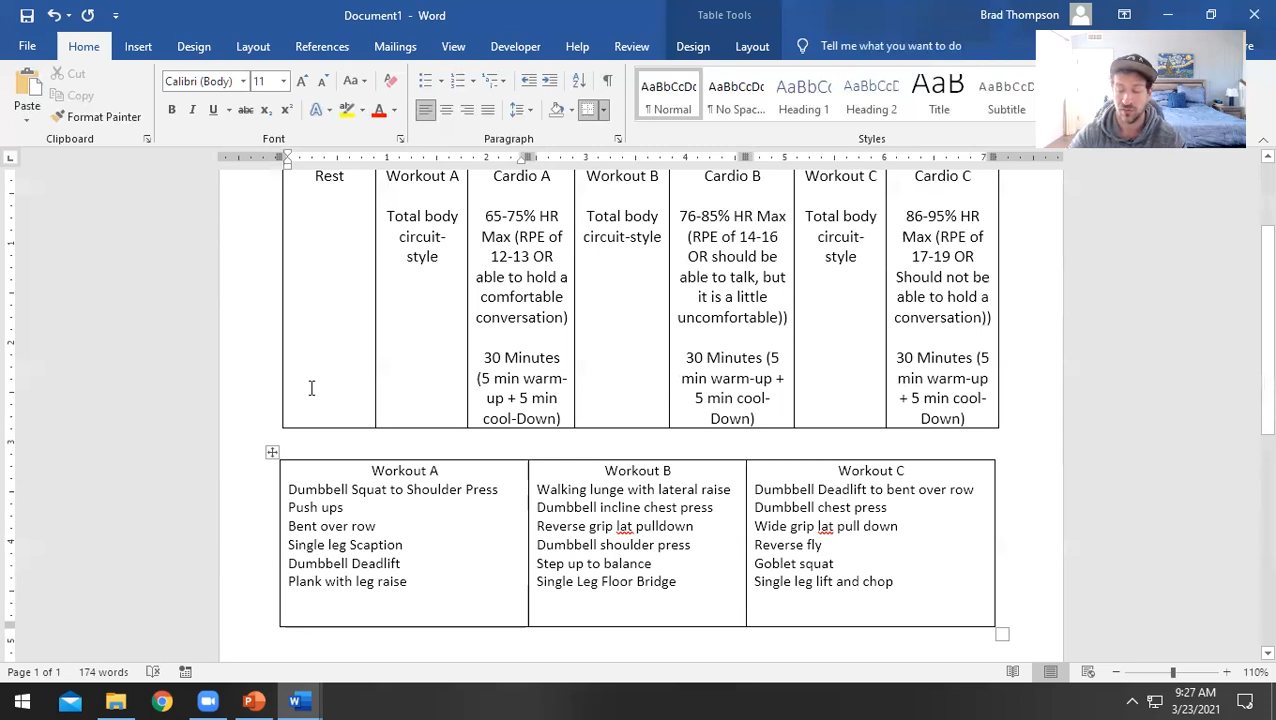 Document1 - Word
Table Tools
Brad Thompson
File
Home
Insert
Design
Layout
References
Mailings
View
Developer
Help
Review
Design
Layout
Tell me what you want to do
re
Paste
Cut
Copy
Format Painter
Calibri (Body)
11
Clipboard
Font
Paragraph
Styles
AaBbCcDc
¶ Normal
AaBbCcDc
¶ No Spac...
AaBbCc
Heading 1
AaBbCcC
Heading 2
AaB
Title
AaBbCcD
Subtitle
Rest
Workout A
Total body
circuit-
style
Cardio A
65-75% HR
Max (RPE of
12-13 OR
able to hold a
comfortable
conversation)
30 Minutes
(5 min warm-
up + 5 min
cool-Down)
Workout B
Total body
circuit-style
Cardio B
76-85% HR Max
(RPE of 14-16
OR should be
able to talk, but
it is a little
uncomfortable))
30 Minutes (5
min warm-up +
5 min cool-
Down)
Workout C
Total body
circuit-
style
Cardio C
86-95% HR
Max (RPE of
17-19 OR
Should not be
able to hold a
conversation))
30 Minutes (5
min warm-up
+ 5 min cool-
Down)
Workout A
Dumbbell Squat to Shoulder Press
Push ups
Bent over row
Single leg Scaption
Dumbbell Deadlift
Plank with leg raise
Workout B
Walking lunge with lateral raise
Dumbbell incline chest press
Reverse grip lat pulldown
Dumbbell shoulder press
Step up to balance
Single Leg Floor Bridge
Workout C
Dumbbell Deadlift to bent over row
Dumbbell chest press
Wide grip lat pull down
Reverse fly
Goblet squat
Single leg lift and chop
Page 1 of 1
174 words
110%
9:27 AM
3/23/2021